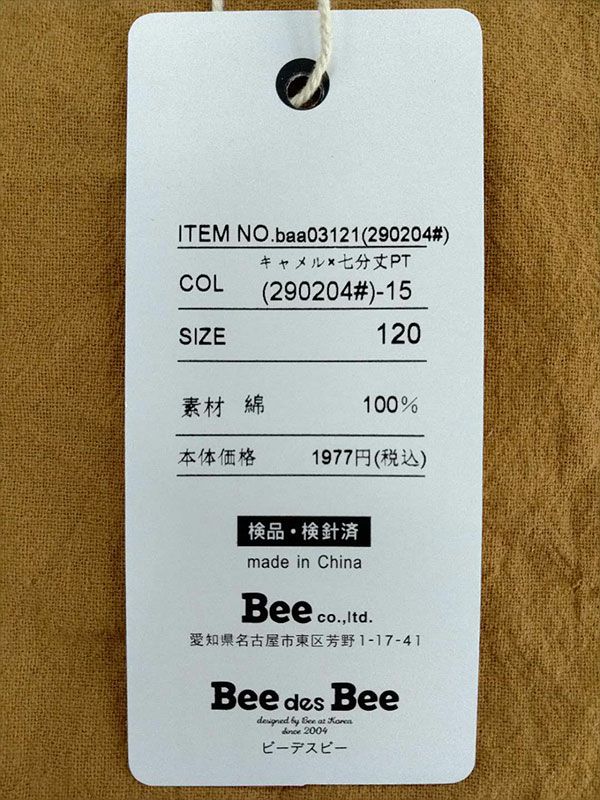 ITEM NO.baa03121(290204#)
キャメル×七分丈PT
COL (290204#)-15
SIZE 120
素材 綿 100%
本体価格 1977円(税込)
検品・検針済
made in China
Bee co.,ltd.
愛知県名古屋市東区芳野1-17-41
Bee des Bee
designed by Bee at Korea
since 2004
ビーデスビー